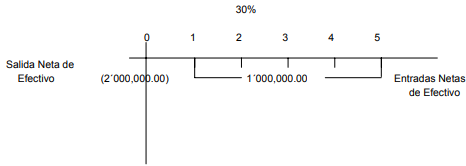 30%
0 1 2 3 4 5
Salida Neta de
Efectivo
(2´000,000.00) 1´000,000.00 Entradas Netas
de Efectivo